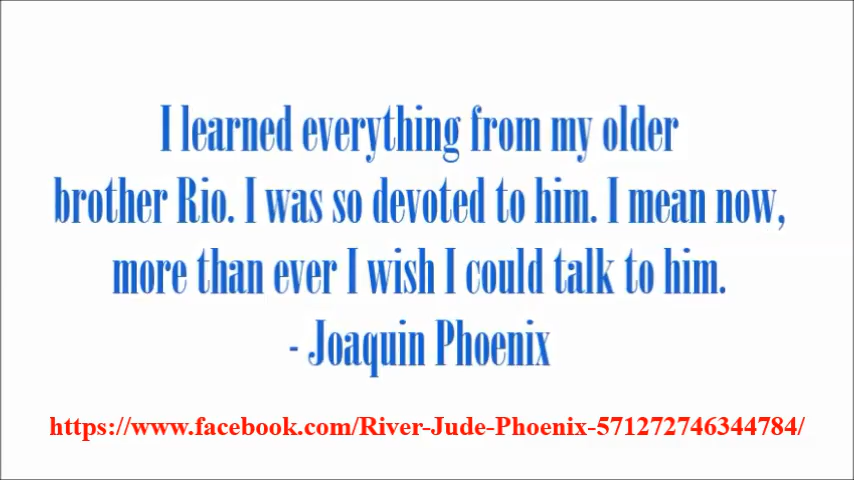 I learned everything from my older
brother Rio. I was so devoted to him. I mean now,
more than ever I wish I could talk to him.
- Joaquin Phoenix
https://www.facebook.com/River-Jude-Phoenix-571272746344784/